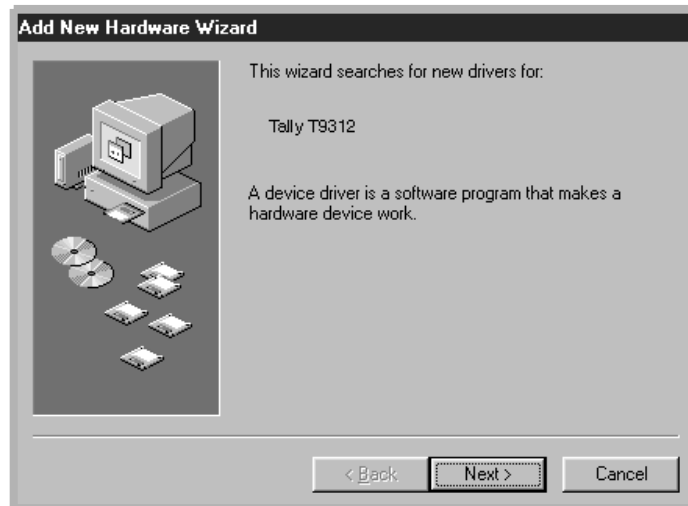 Add New Hardware Wizard
This wizard searches for new drivers for:
Tally T9312
A device driver is a software program that makes a
hardware device work.
< Back
Next >
Cancel